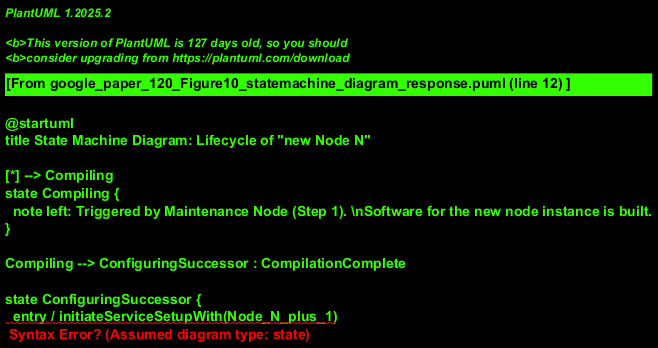 PlantUML 1.2025.2
<b>This version of PlantUML is 127 days old, so you should
<b>consider upgrading from https://plantuml.com/download
[From google_paper_120_Figure10_statemachine_diagram_response.puml (line 12) ]
@startuml
title State Machine Diagram: Lifecycle of "new Node N"
[*] --> Compiling
state Compiling {
note left: Triggered by Maintenance Node (Step 1). \nSoftware for the new node instance is built.
}
Compiling --> ConfiguringSuccessor : CompilationComplete
state ConfiguringSuccessor {
entry / initiateServiceSetupWith(Node_N_plus_1)
Syntax Error? (Assumed diagram type: state)